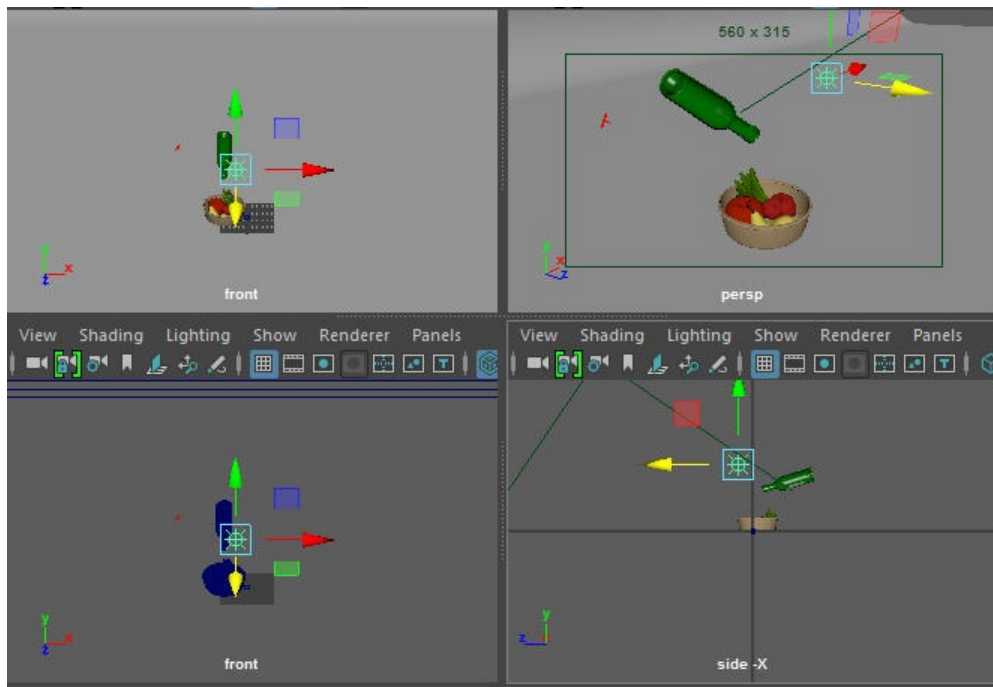 560 x 315
y
x
z
front
y
x
z
persp
View Shading Lighting Show Renderer Panels
View Shading Lighting Show Renderer Panels
T
T
y
x
z
front
y
z
side -X